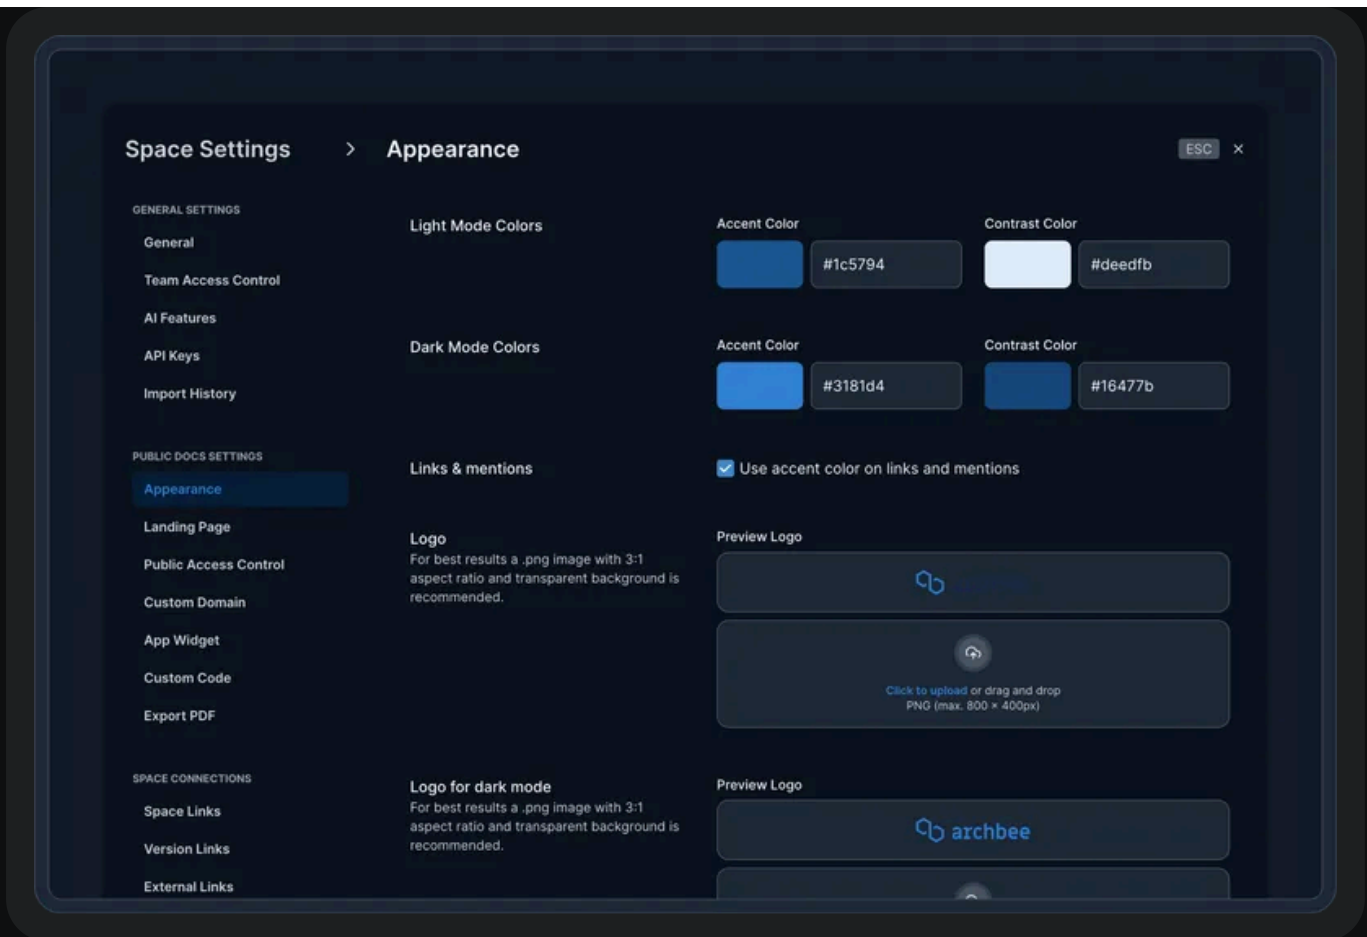 Space Settings > Appearance
ESC ×
GENERAL SETTINGS
General
Team Access Control
AI Features
API Keys
Import History
PUBLIC DOCS SETTINGS
Appearance
Landing Page
Public Access Control
Custom Domain
App Widget
Custom Code
Export PDF
SPACE CONNECTIONS
Space Links
Version Links
External Links
Light Mode Colors
Accent Color
#1c5794
Contrast Color
#deedfb
Dark Mode Colors
Accent Color
#3181d4
Contrast Color
#16477b
Links & mentions
Use accent color on links and mentions
Logo
For best results a .png image with 3:1
aspect ratio and transparent background is
recommended.
Preview Logo
Click to upload or drag and drop
PNG (max. 800 × 400px)
Logo for dark mode
For best results a .png image with 3:1
aspect ratio and transparent background is
recommended.
Preview Logo
archbee